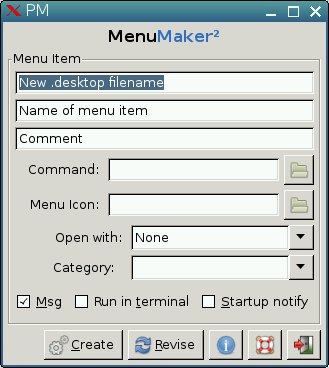 PM
MenuMaker²
Menu Item
New .desktop filename
Name of menu item
Comment
Command:
Menu Icon:
Open with: None
Category:
Msg Run in terminal Startup notify
Create Revise